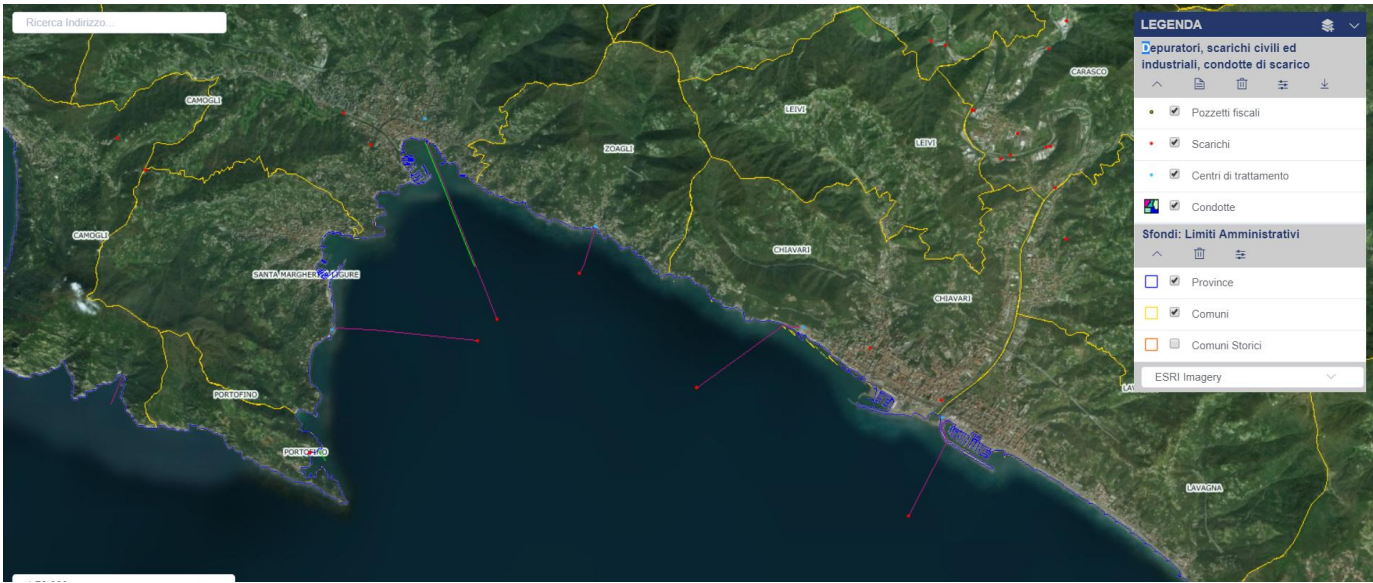 Ricerca Indirizzo...
LEGENDA
Depuratori, scarichi civili ed
industriali, condotte di scarico
Pozzetti fiscali
Scarichi
Centri di trattamento
Condotte
Sfondi: Limiti Amministrativi
Province
Comuni
Comuni Storici
ESRI Imagery
CARASCO
CAMOGLI
LEIVI
LEIVI
ZOAGLI
CAMOGLI
CHIAVARI
SANTA MARGHERITA LIGURE
CHIAVARI
PORTOFINO
PORTOFINO
LAVAGNA